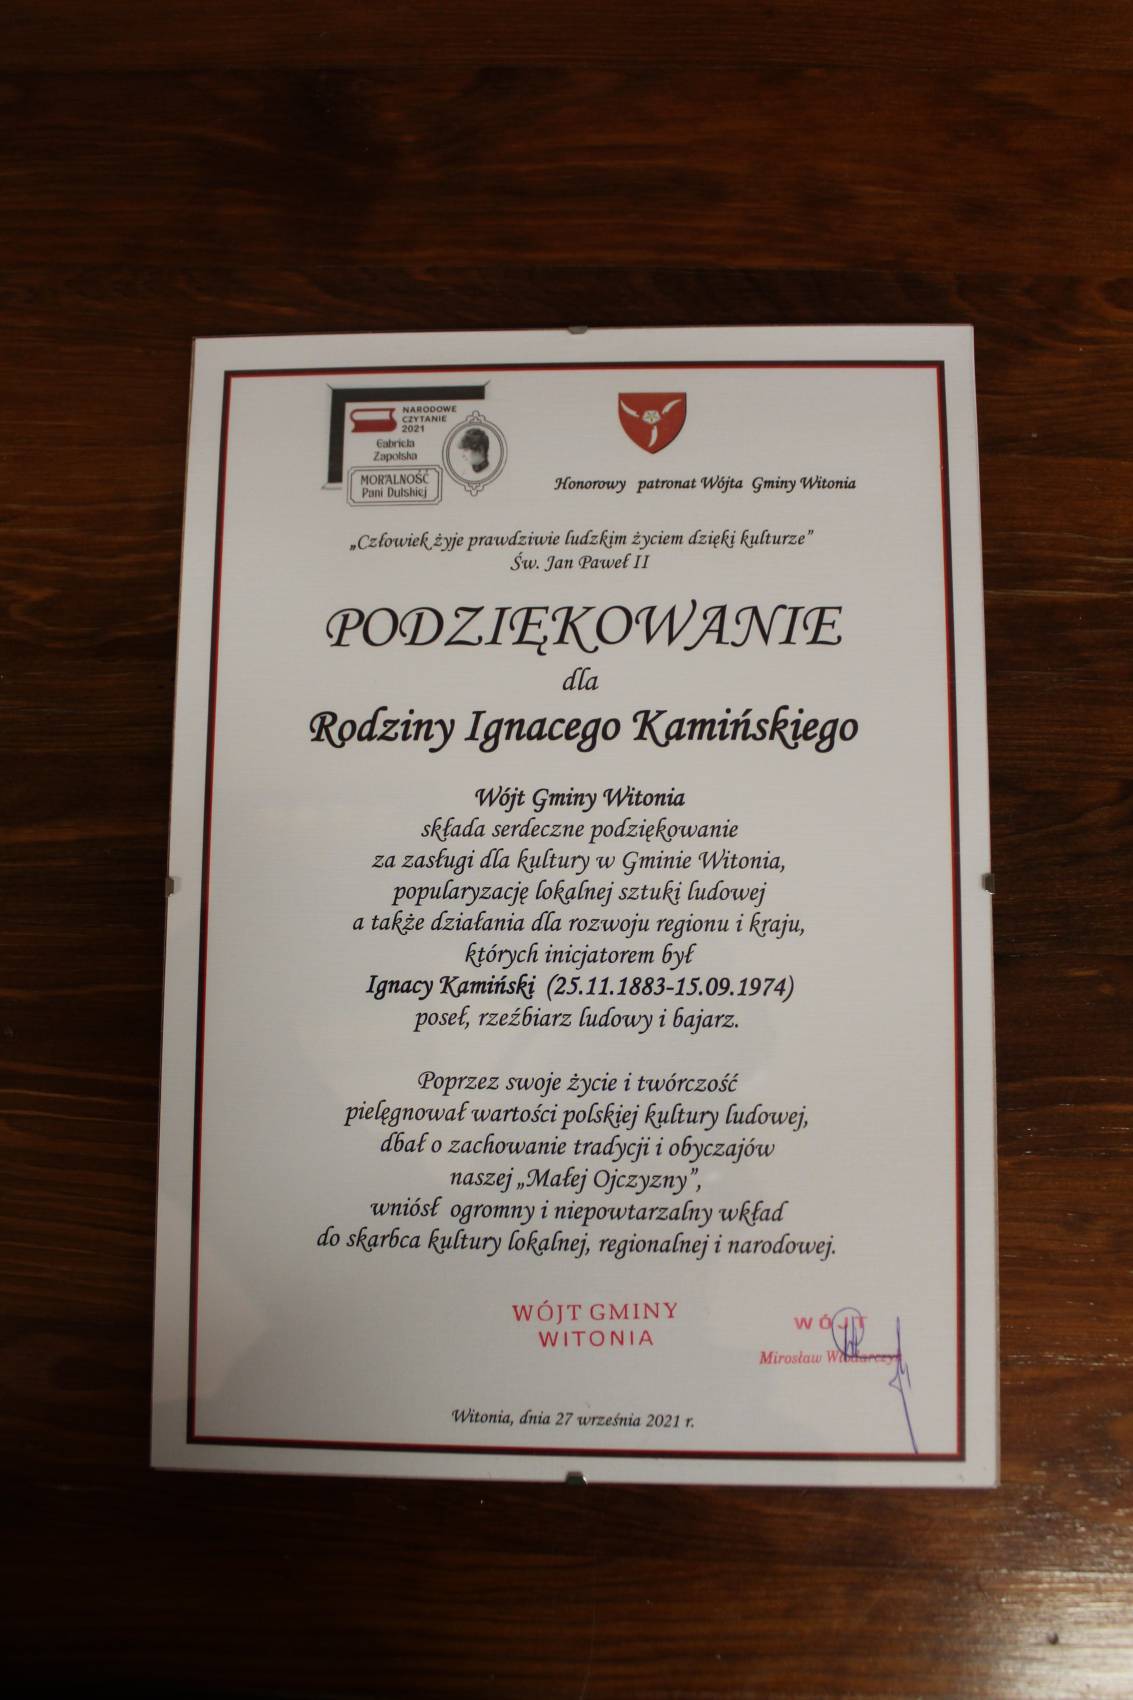 NARODOWE
CZYTANIE
2021
Gabriela
Zapolska
MORALNOŚĆ
Pani Dulskiej
Honorowy patronat Wójta Gminy Witonia
„Człowiek żyje prawdziwie ludzkim życiem dzięki kulturze”
Św. Jan Paweł II
PODZIĘKOWANIE
dla
Rodziny Ignacego Kamińskiego
Wójt Gminy Witonia
składa serdeczne podziękowanie
za zasługi dla kultury w Gminie Witonia,
popularyzację lokalnej sztuki ludowej
a także działania dla rozwoju regionu i kraju,
których inicjatorem był
Ignacy Kamiński (25.11.1883-15.09.1974)
poseł, rzeźbiarz ludowy i bajarz.
Poprzez swoje życie i twórczość
pielęgnował wartości polskiej kultury ludowej,
dbał o zachowanie tradycji i obyczajów
naszej „Małej Ojczyzny”,
wniósł ogromny i niepowtarzalny wkład
do skarbca kultury lokalnej, regionalnej i narodowej.
WÓJT GMINY
WITONIA
WÓJT
Mirosław Włodarczyk
Witonia, dnia 27 września 2021 r.